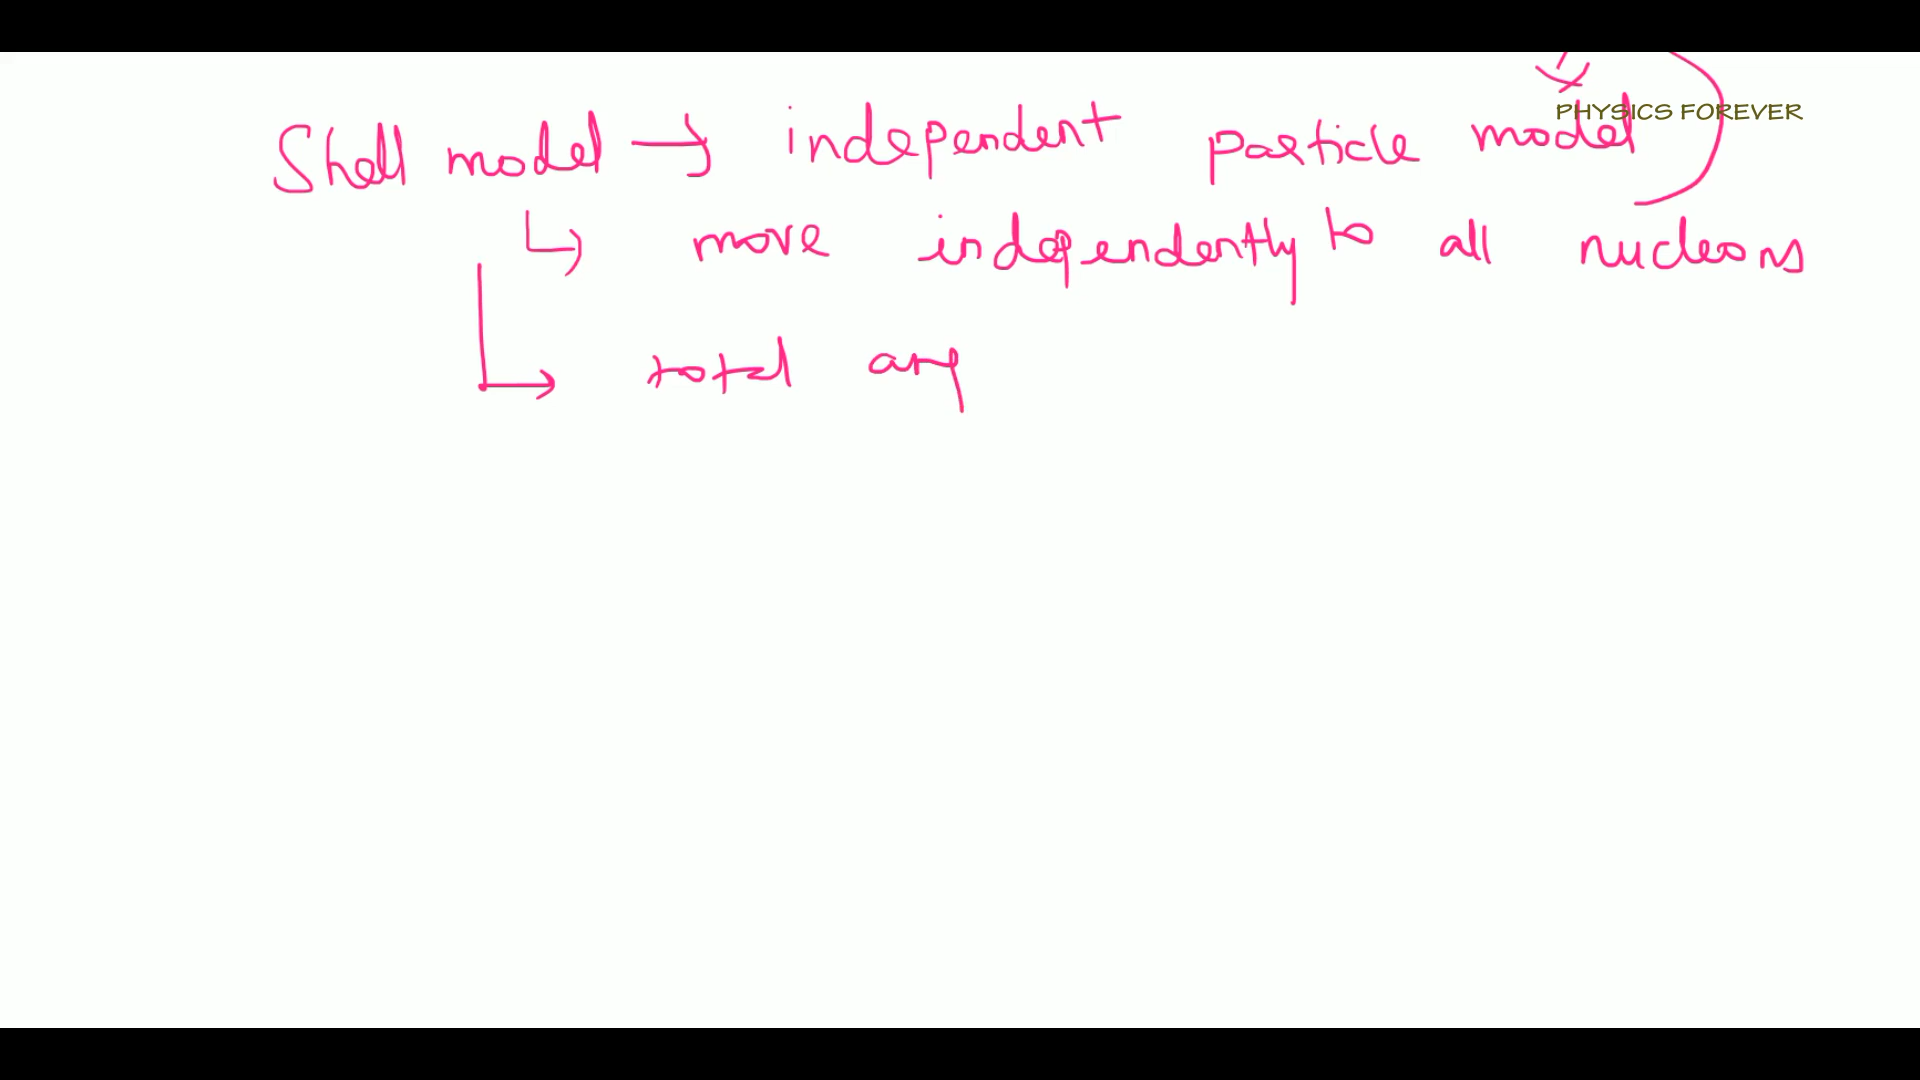 PHYSICS FOREVER
Shell model → independent particle model
↳ move independently to all nucleons
↳ total ang